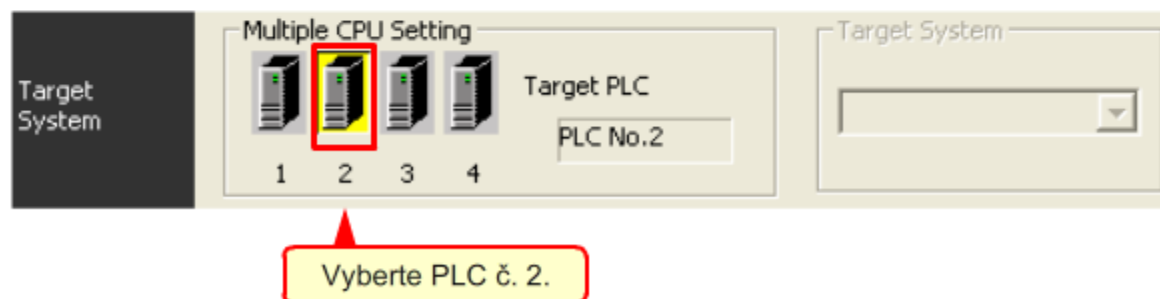 Multiple CPU Setting
Target System
Target
System
Target PLC
PLC No.2
1 2 3 4
Vyberte PLC č. 2.